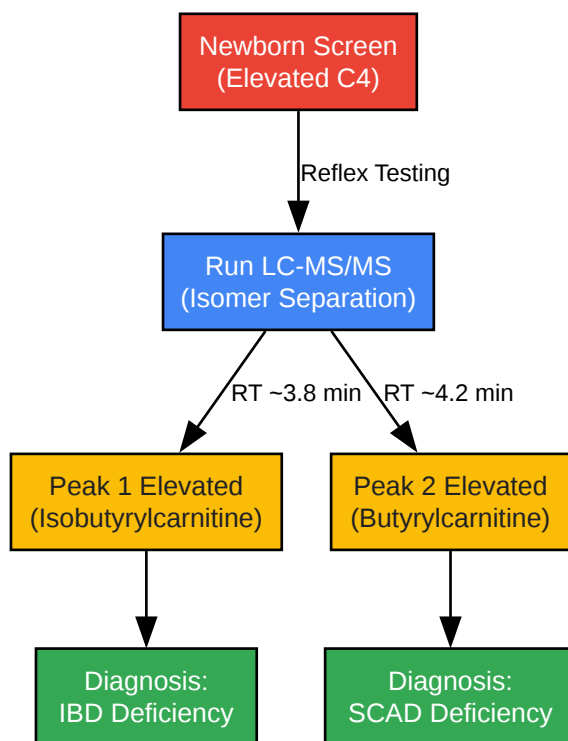 Newborn Screen
(Elevated C4)
Reflex Testing
Run LC-MS/MS
(Isomer Separation)
RT ~3.8 min
RT ~4.2 min
Peak 1 Elevated
(Isobutyrylcarnitine)
Peak 2 Elevated
(Butyrylcarnitine)
Diagnosis:
IBD Deficiency
Diagnosis:
SCAD Deficiency